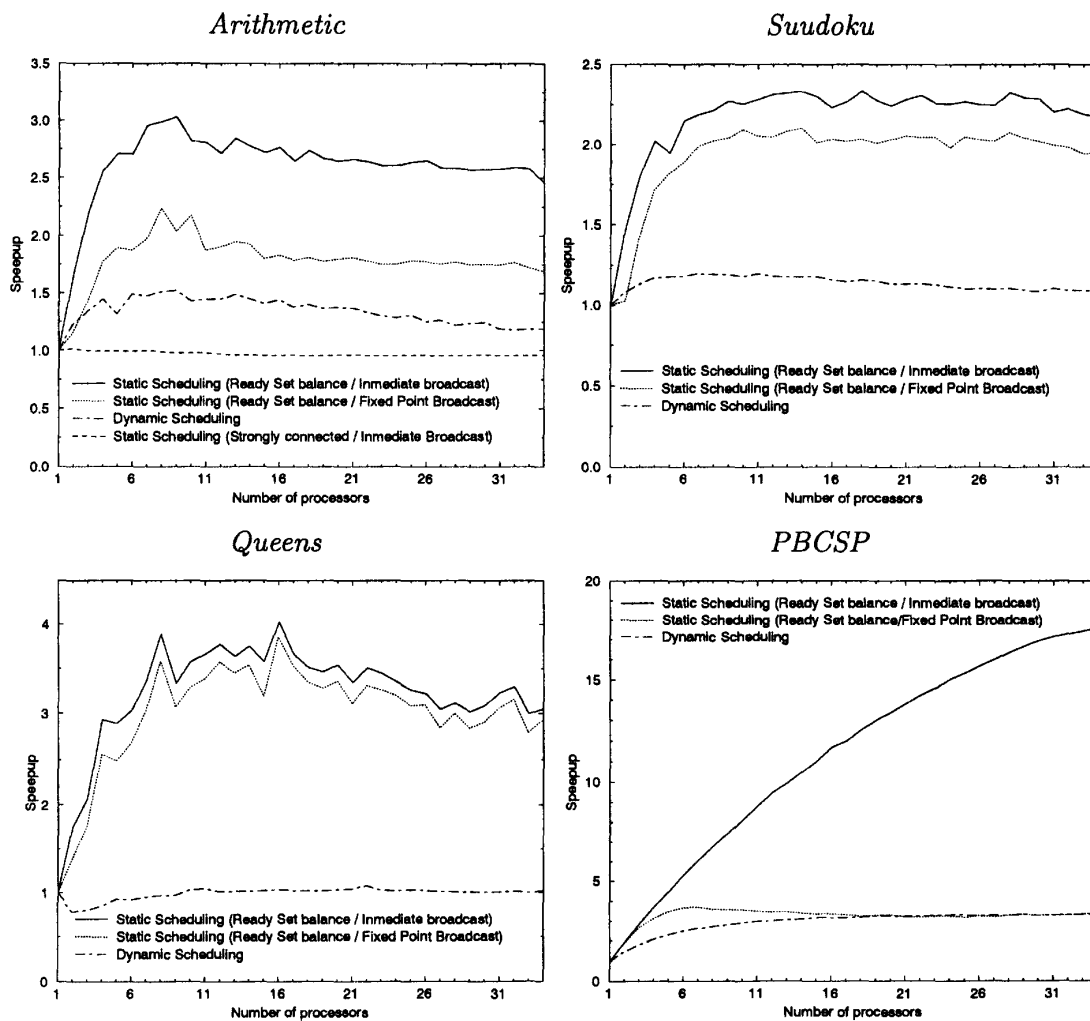 Arithmetic
3.5
3.0
2.5
2.0
1.5
1.0
0.5
0.0
Speepup
Static Scheduling (Ready Set balance / Inmediate broadcast)
Static Scheduling (Ready Set balance / Fixed Point Broadcast)
Dynamic Scheduling
Static Scheduling (Strongly connected / Inmediate Broadcast)
1 6 11 16 21 26 31
Number of processors
Suudoku
2.5
2.0
1.5
1.0
0.5
0.0
Speepup
Static Scheduling (Ready Set balance / Inmediate broadcast)
Static Scheduling (Ready Set balance / Fixed Point Broadcast)
Dynamic Scheduling
1 6 11 16 21 26 31
Number of processors
Queens
4
3
2
1
0
Speepup
Static Scheduling (Ready Set balance / Inmediate broadcast)
Static Scheduling (Ready Set balance / Fixed Point Broadcast)
Dynamic Scheduling
1 6 11 16 21 26 31
Number of processors
PBCSP
20
15
10
5
0
Speepup
Static Scheduling (Ready Set balance / Inmediate broadcast)
Static Scheduling (Ready Set balance/Fixed Point Broadcast)
Dynamic Scheduling
1 6 11 16 21 26 31
Number of processors